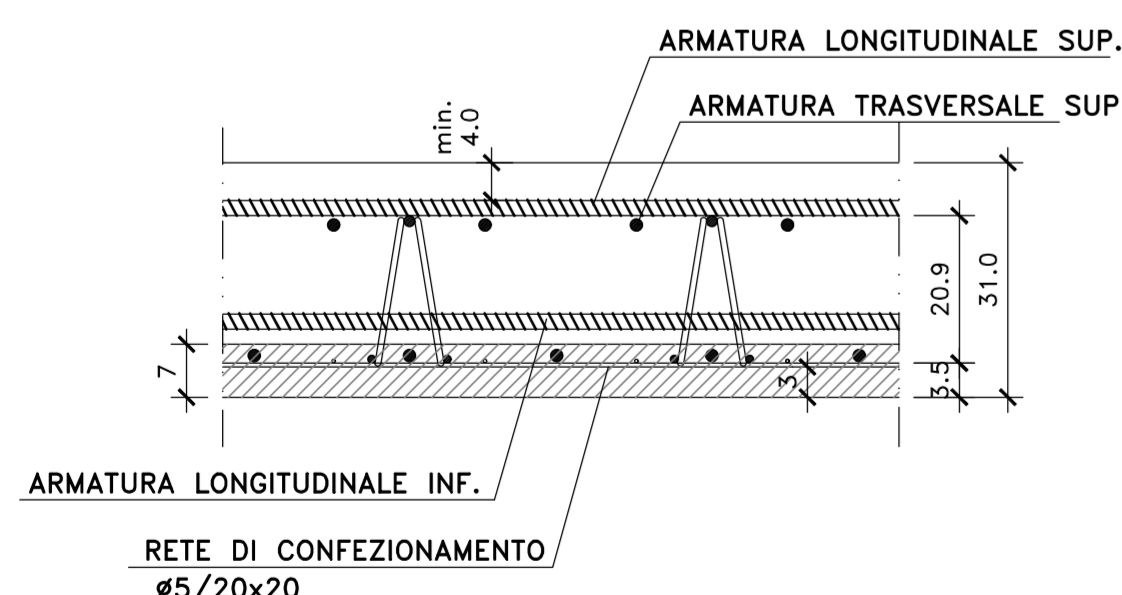 ARMATURA LONGITUDINALE SUP.
ARMATURA TRASVERSALE SUP
min.
4.0
20.9
31.0
7
3
3.5
ARMATURA LONGITUDINALE INF.
RETE DI CONFEZIONAMENTO
ø5/20x20